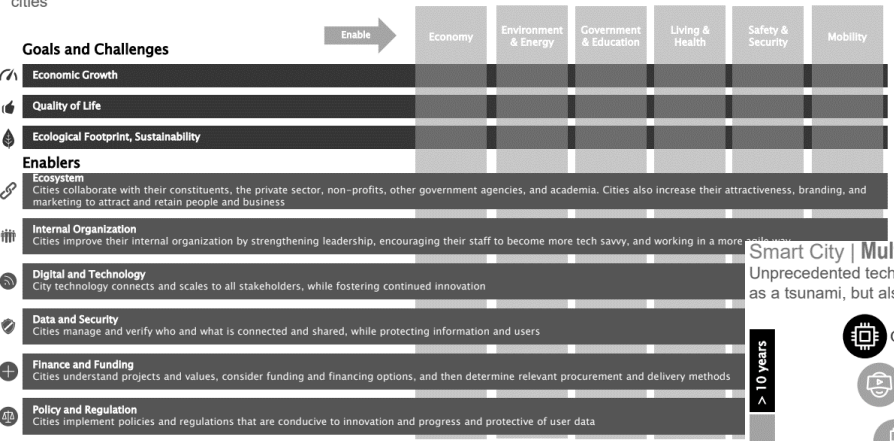 cities
Enable
Economy
Environment
& Energy
Government
& Education
Living &
Health
Safety &
Security
Mobility
Goals and Challenges
Economic Growth
Quality of Life
Ecological Footprint, Sustainability
Enablers
Ecosystem
Cities collaborate with their constituents, the private sector, non-profits, other government agencies, and academia. Cities also increase their attractiveness, branding, and
marketing to attract and retain people and business
Internal Organization
Cities improve their internal organization by strengthening leadership, encouraging their staff to become more tech savvy, and working in a more agile way
Smart City | Mul
Unprecedented tech
as a tsunami, but als
Digital and Technology
City technology connects and scales to all stakeholders, while fostering continued innovation
Data and Security
Cities manage and verify who and what is connected and shared, while protecting information and users
Finance and Funding
Cities understand projects and values, consider funding and financing options, and then determine relevant procurement and delivery methods
Policy and Regulation
Cities implement policies and regulations that are conducive to innovation and progress and protective of user data
> 10 years